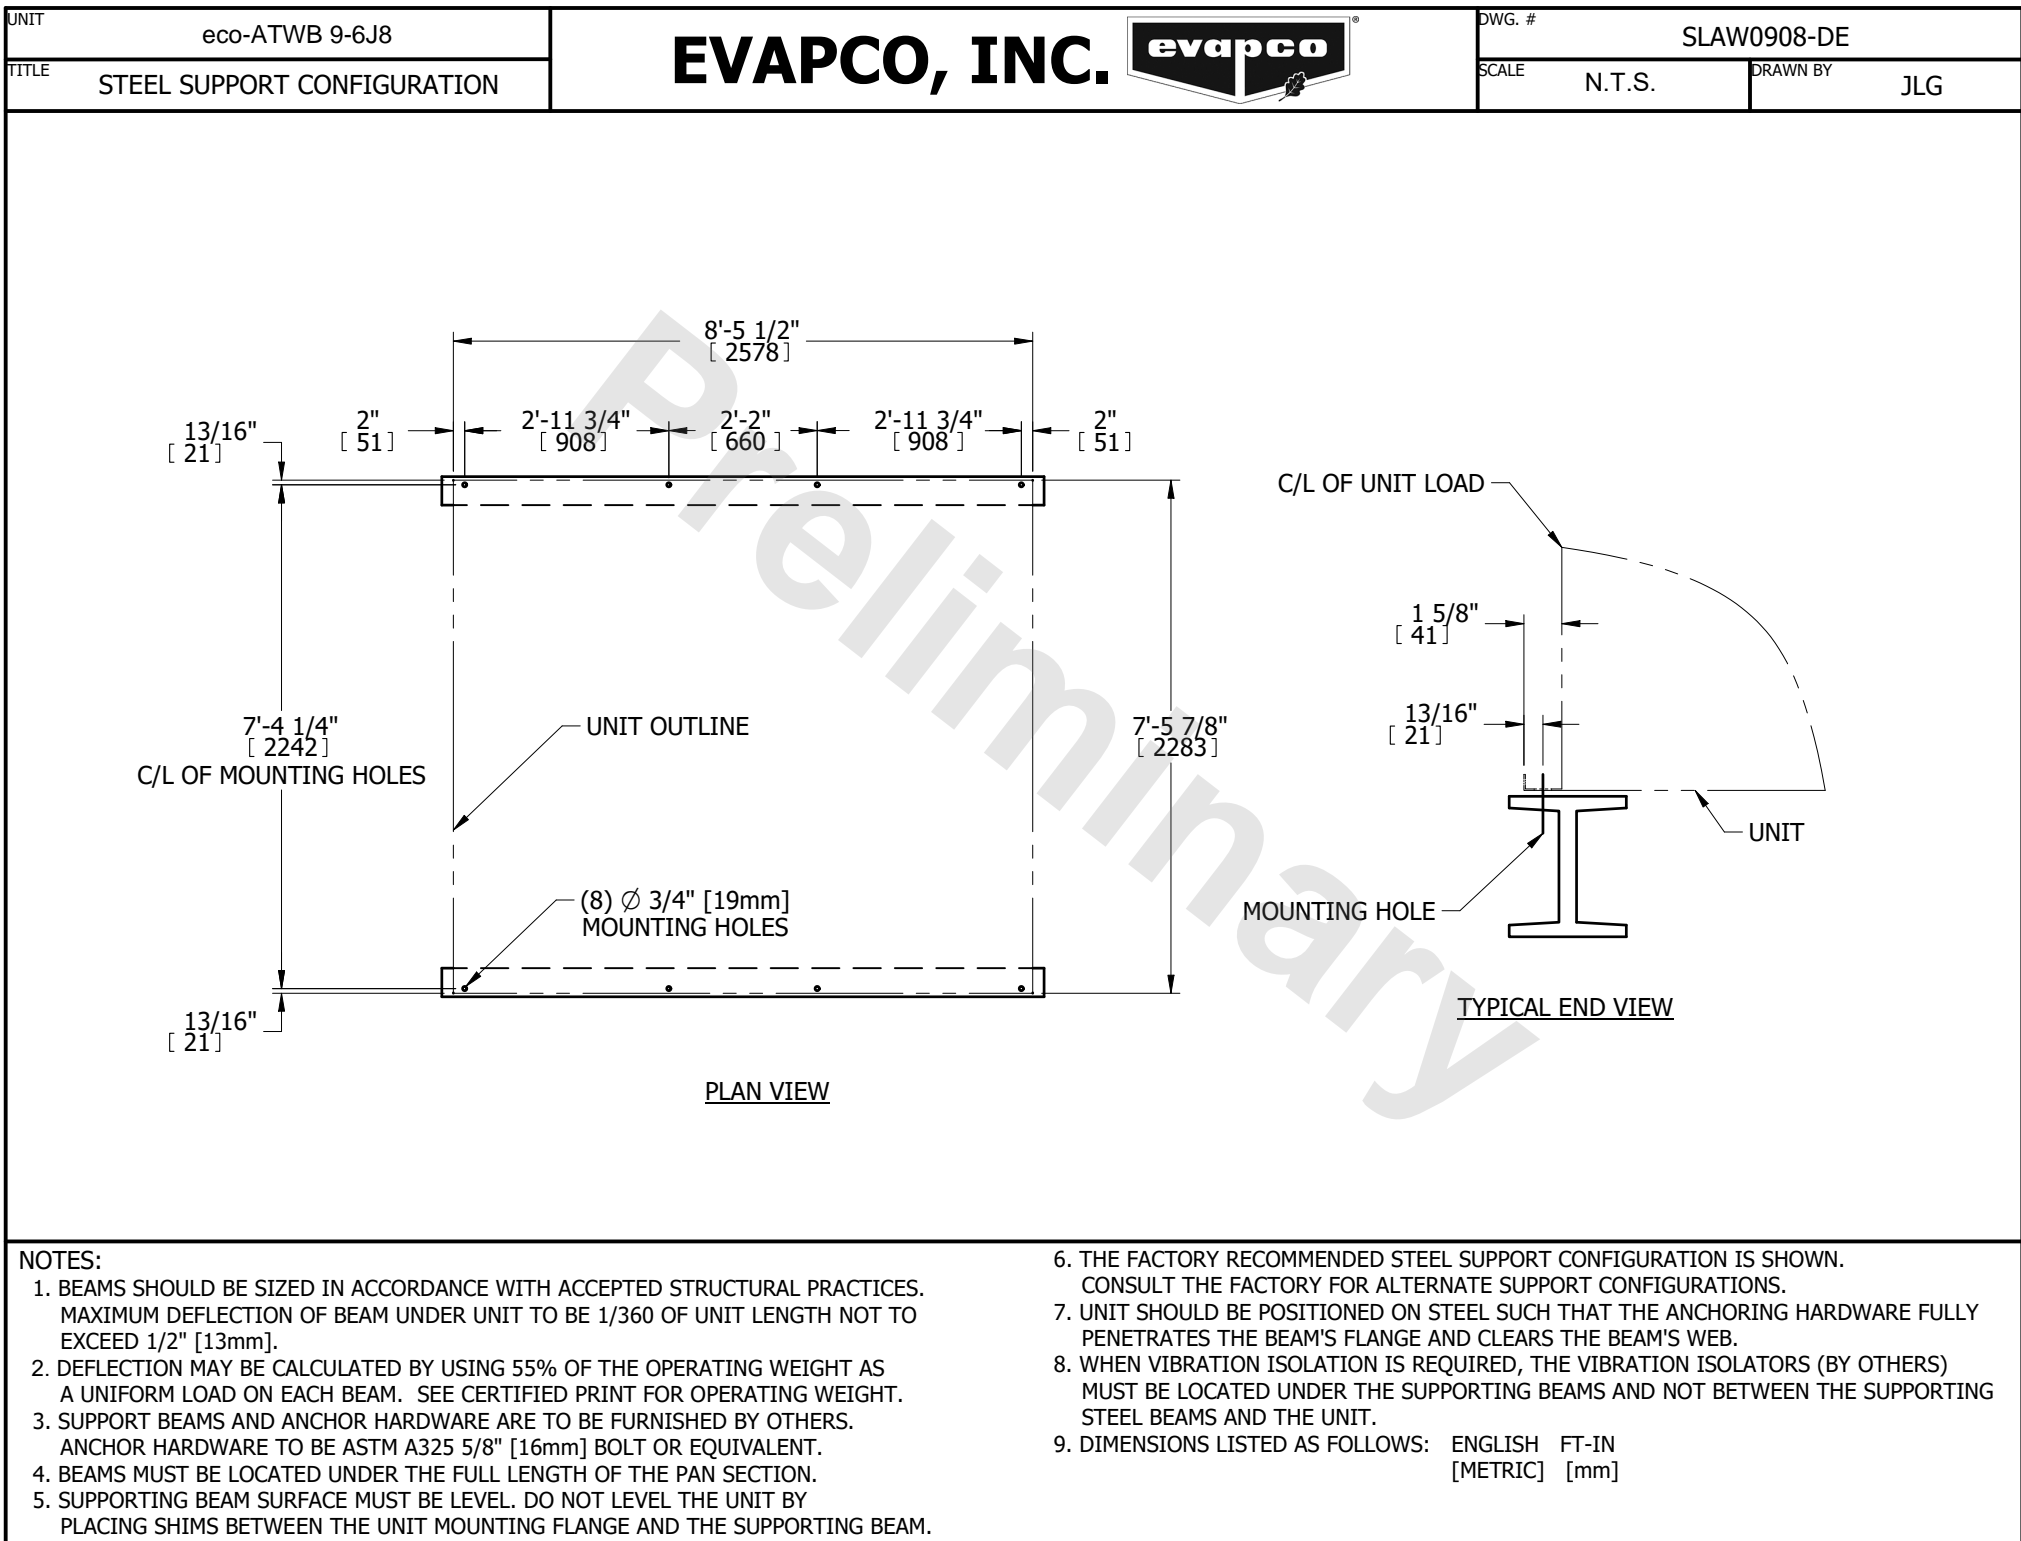 UNIT
eco-ATWB 9-6J8
TITLE
STEEL SUPPORT CONFIGURATION
EVAPCO, INC.
evapco
®
DWG. #
SLAW0908-DE
SCALE
N.T.S.
DRAWN BY
JLG
8'-5 1/2"
[ 2578 ]
13/16"
[ 21 ]
2"
[ 51 ]
2'-11 3/4"
[ 908 ]
2'-2"
[ 660 ]
2'-11 3/4"
[ 908 ]
2"
[ 51 ]
7'-4 1/4"
[ 2242 ]
C/L OF MOUNTING HOLES
UNIT OUTLINE
7'-5 7/8"
[ 2283 ]
(8) Ø 3/4" [19mm]
MOUNTING HOLES
13/16"
[ 21 ]
PLAN VIEW
C/L OF UNIT LOAD
1 5/8"
[ 41 ]
13/16"
[ 21 ]
UNIT
MOUNTING HOLE
TYPICAL END VIEW
Preliminary
NOTES:
1. BEAMS SHOULD BE SIZED IN ACCORDANCE WITH ACCEPTED STRUCTURAL PRACTICES.
MAXIMUM DEFLECTION OF BEAM UNDER UNIT TO BE 1/360 OF UNIT LENGTH NOT TO
EXCEED 1/2" [13mm].
2. DEFLECTION MAY BE CALCULATED BY USING 55% OF THE OPERATING WEIGHT AS
A UNIFORM LOAD ON EACH BEAM. SEE CERTIFIED PRINT FOR OPERATING WEIGHT.
3. SUPPORT BEAMS AND ANCHOR HARDWARE ARE TO BE FURNISHED BY OTHERS.
ANCHOR HARDWARE TO BE ASTM A325 5/8" [16mm] BOLT OR EQUIVALENT.
4. BEAMS MUST BE LOCATED UNDER THE FULL LENGTH OF THE PAN SECTION.
5. SUPPORTING BEAM SURFACE MUST BE LEVEL. DO NOT LEVEL THE UNIT BY
PLACING SHIMS BETWEEN THE UNIT MOUNTING FLANGE AND THE SUPPORTING BEAM.
6. THE FACTORY RECOMMENDED STEEL SUPPORT CONFIGURATION IS SHOWN.
CONSULT THE FACTORY FOR ALTERNATE SUPPORT CONFIGURATIONS.
7. UNIT SHOULD BE POSITIONED ON STEEL SUCH THAT THE ANCHORING HARDWARE FULLY
PENETRATES THE BEAM'S FLANGE AND CLEARS THE BEAM'S WEB.
8. WHEN VIBRATION ISOLATION IS REQUIRED, THE VIBRATION ISOLATORS (BY OTHERS)
MUST BE LOCATED UNDER THE SUPPORTING BEAMS AND NOT BETWEEN THE SUPPORTING
STEEL BEAMS AND THE UNIT.
9. DIMENSIONS LISTED AS FOLLOWS: ENGLISH FT-IN
[METRIC] [mm]